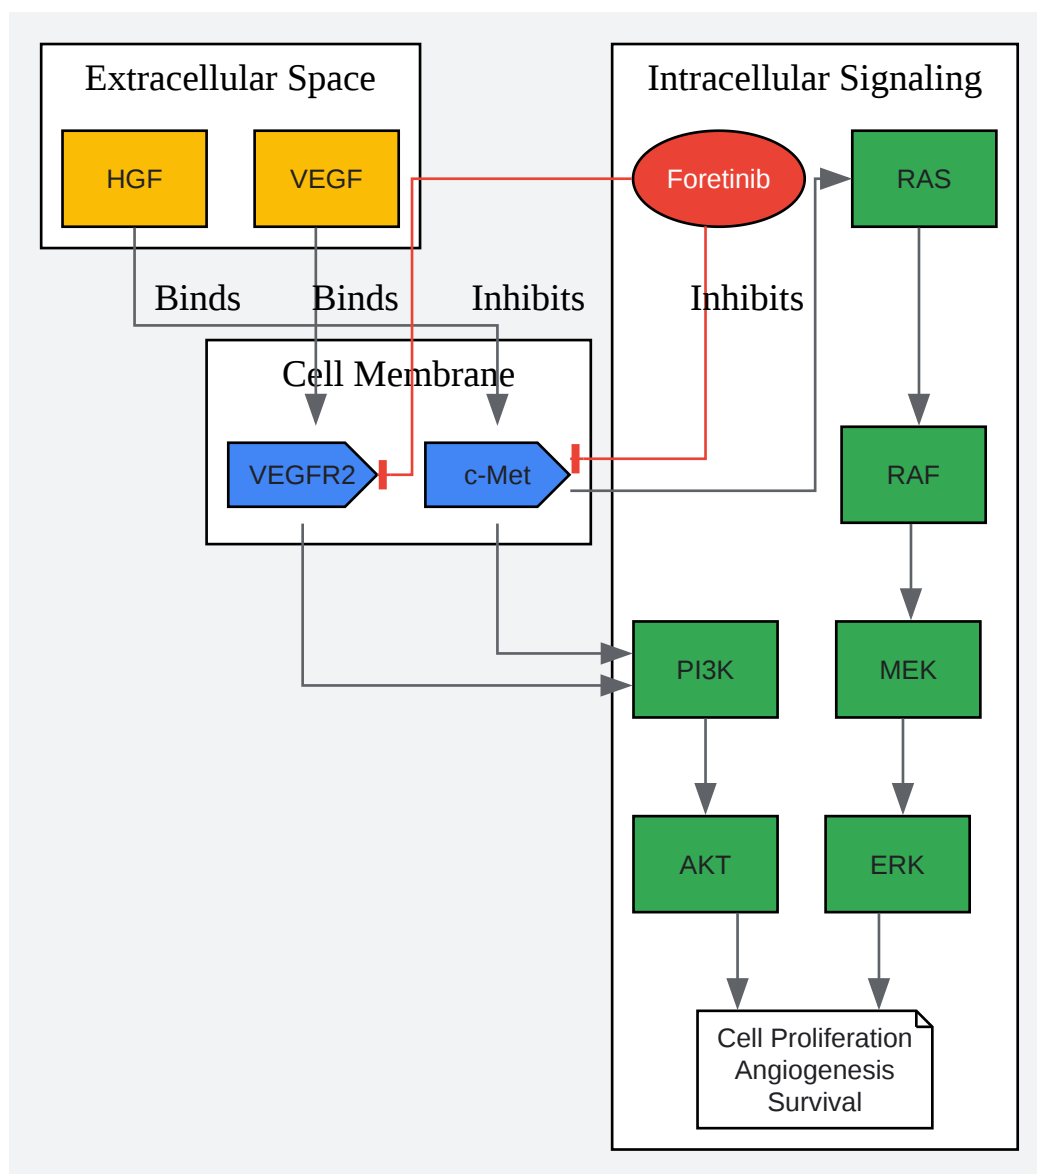 Extracellular Space
Intracellular Signaling
HGF
VEGF
Foretinib
RAS
Binds
Binds
Inhibits
Inhibits
Cell Membrane
VEGFR2
c-Met
RAF
PI3K
MEK
AKT
ERK
Cell Proliferation
Angiogenesis
Survival